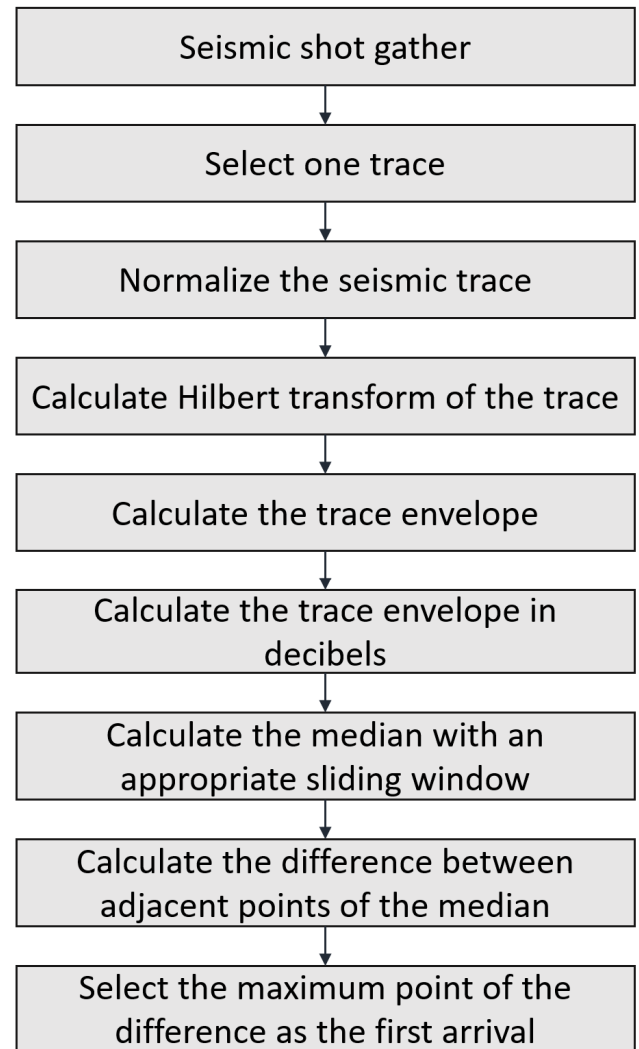 Seismic shot gather
Select one trace
Normalize the seismic trace
Calculate Hilbert transform of the trace
Calculate the trace envelope
Calculate the trace envelope in
decibels
Calculate the median with an
appropriate sliding window
Calculate the difference between
adjacent points of the median
Select the maximum point of the
difference as the first arrival